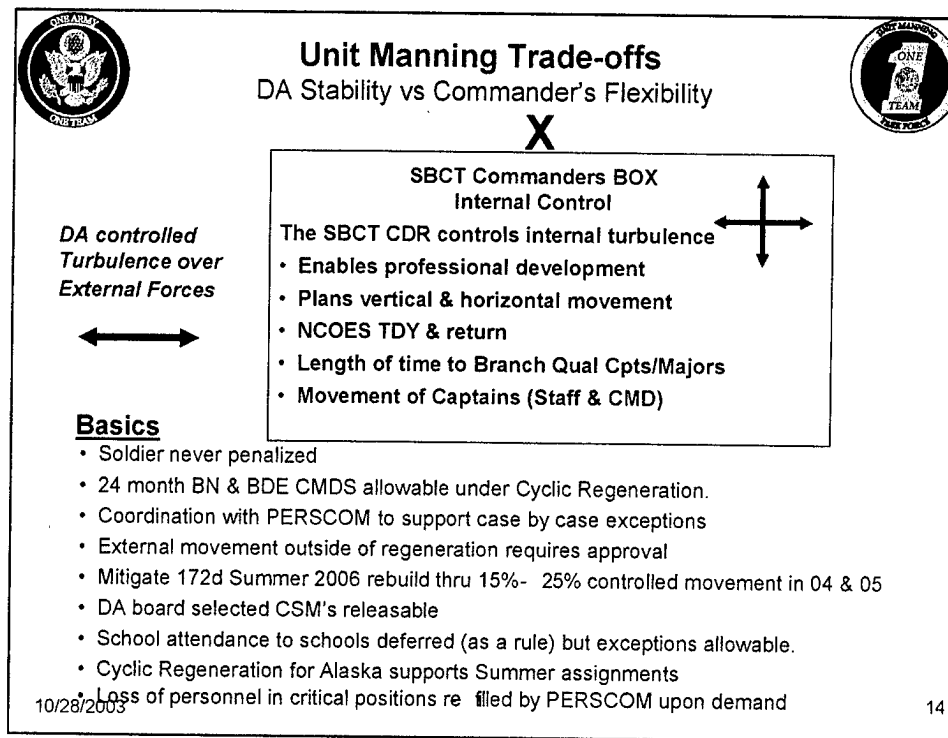 ONE ARMY
ONE TEAM
UNIT MANNING
ONE
1
TEAM
TASK FORCE
Unit Manning Trade-offs
DA Stability vs Commander's Flexibility
X
SBCT Commanders BOX
Internal Control
The SBCT CDR controls internal turbulence
• Enables professional development
• Plans vertical & horizontal movement
• NCOES TDY & return
• Length of time to Branch Qual Cpts/Majors
• Movement of Captains (Staff & CMD)
DA controlled
Turbulence over
External Forces
Basics
• Soldier never penalized
• 24 month BN & BDE CMDS allowable under Cyclic Regeneration.
• Coordination with PERSCOM to support case by case exceptions
• External movement outside of regeneration requires approval
• Mitigate 172d Summer 2006 rebuild thru 15%- 25% controlled movement in 04 & 05
• DA board selected CSM's releasable
• School attendance to schools deferred (as a rule) but exceptions allowable.
• Cyclic Regeneration for Alaska supports Summer assignments
• Loss of personnel in critical positions re filled by PERSCOM upon demand
10/28/2003
14